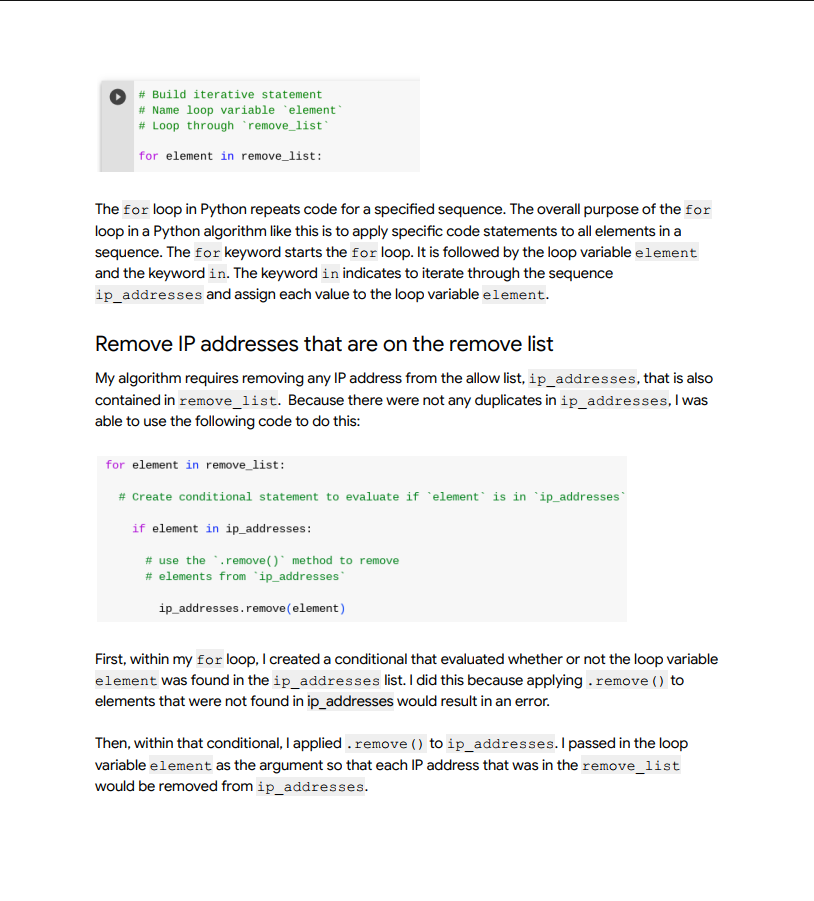 # Build iterative statement
# Name loop variable `element`
# Loop through `remove_list`
for element in remove_list:
The for loop in Python repeats code for a specified sequence. The overall purpose of the for
loop in a Python algorithm like this is to apply specific code statements to all elements in a
sequence. The for keyword starts the for loop. It is followed by the loop variable element
and the keyword in. The keyword in indicates to iterate through the sequence
ip_addresses and assign each value to the loop variable element.
Remove IP addresses that are on the remove list
My algorithm requires removing any IP address from the allow list, ip_addresses, that is also
contained in remove_list. Because there were not any duplicates in ip_addresses, I was
able to use the following code to do this:
for element in remove_list:
# Create conditional statement to evaluate if `element` is in `ip_addresses`
if element in ip_addresses:
# use the `.remove()` method to remove
# elements from `ip_addresses`
ip_addresses.remove(element)
First, within my for loop, I created a conditional that evaluated whether or not the loop variable
element was found in the ip_addresses list. I did this because applying .remove() to
elements that were not found in ip_addresses would result in an error.
Then, within that conditional, I applied .remove() to ip_addresses. I passed in the loop
variable element as the argument so that each IP address that was in the remove_list
would be removed from ip_addresses.